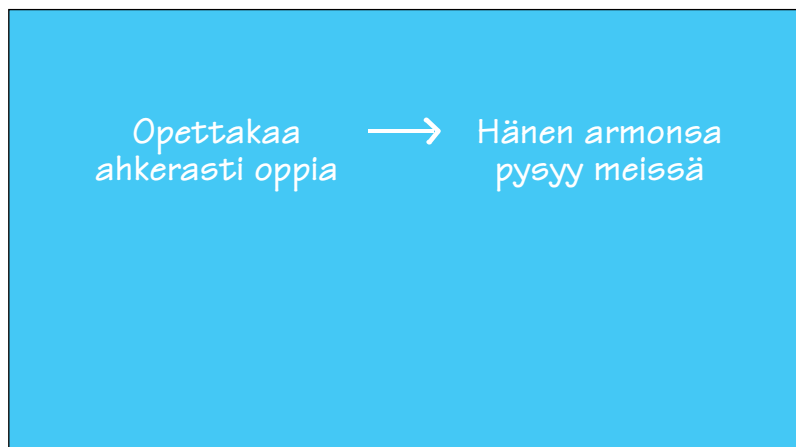 Opettakaa
ahkerasti oppia
→
Hänen armonsa
pysyy meissä